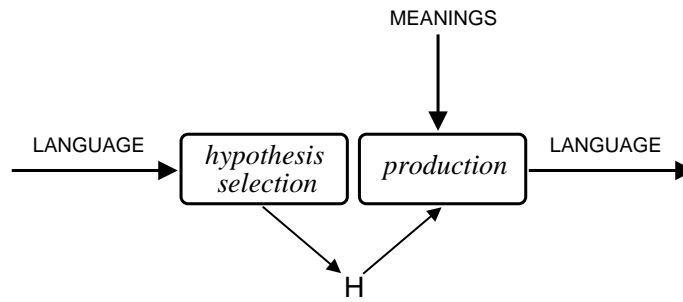 MEANINGS
LANGUAGE
hypothesis
selection
production
LANGUAGE
H